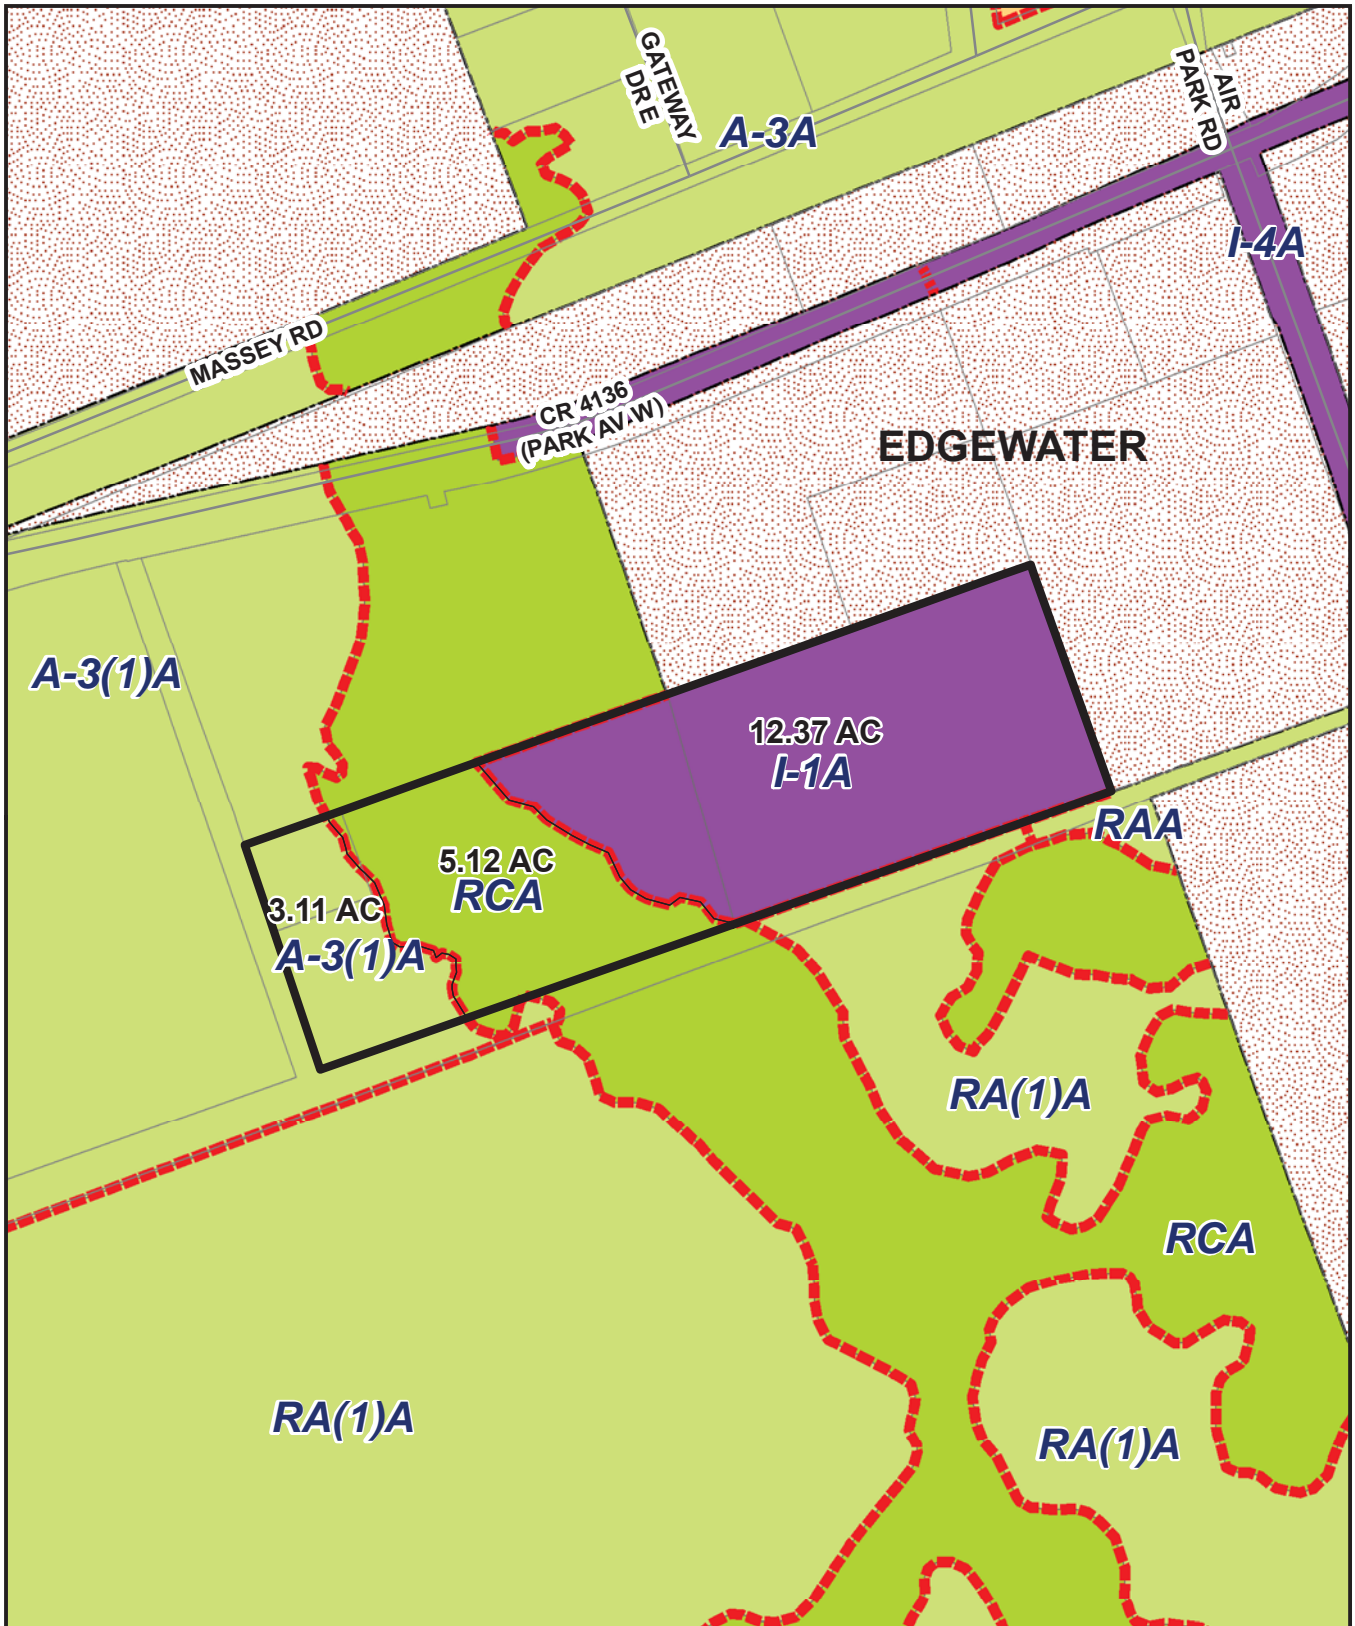 GATEWAY
DR E
AIR
PARK RD
A-3A
I-4A
MASSEY RD
CR 4136
(PARK AV W)
EDGEWATER
A-3(1)A
12.37 AC
I-1A
RAA
5.12 AC
RCA
3.11 AC
A-3(1)A
RA(1)A
RCA
RA(1)A
RA(1)A